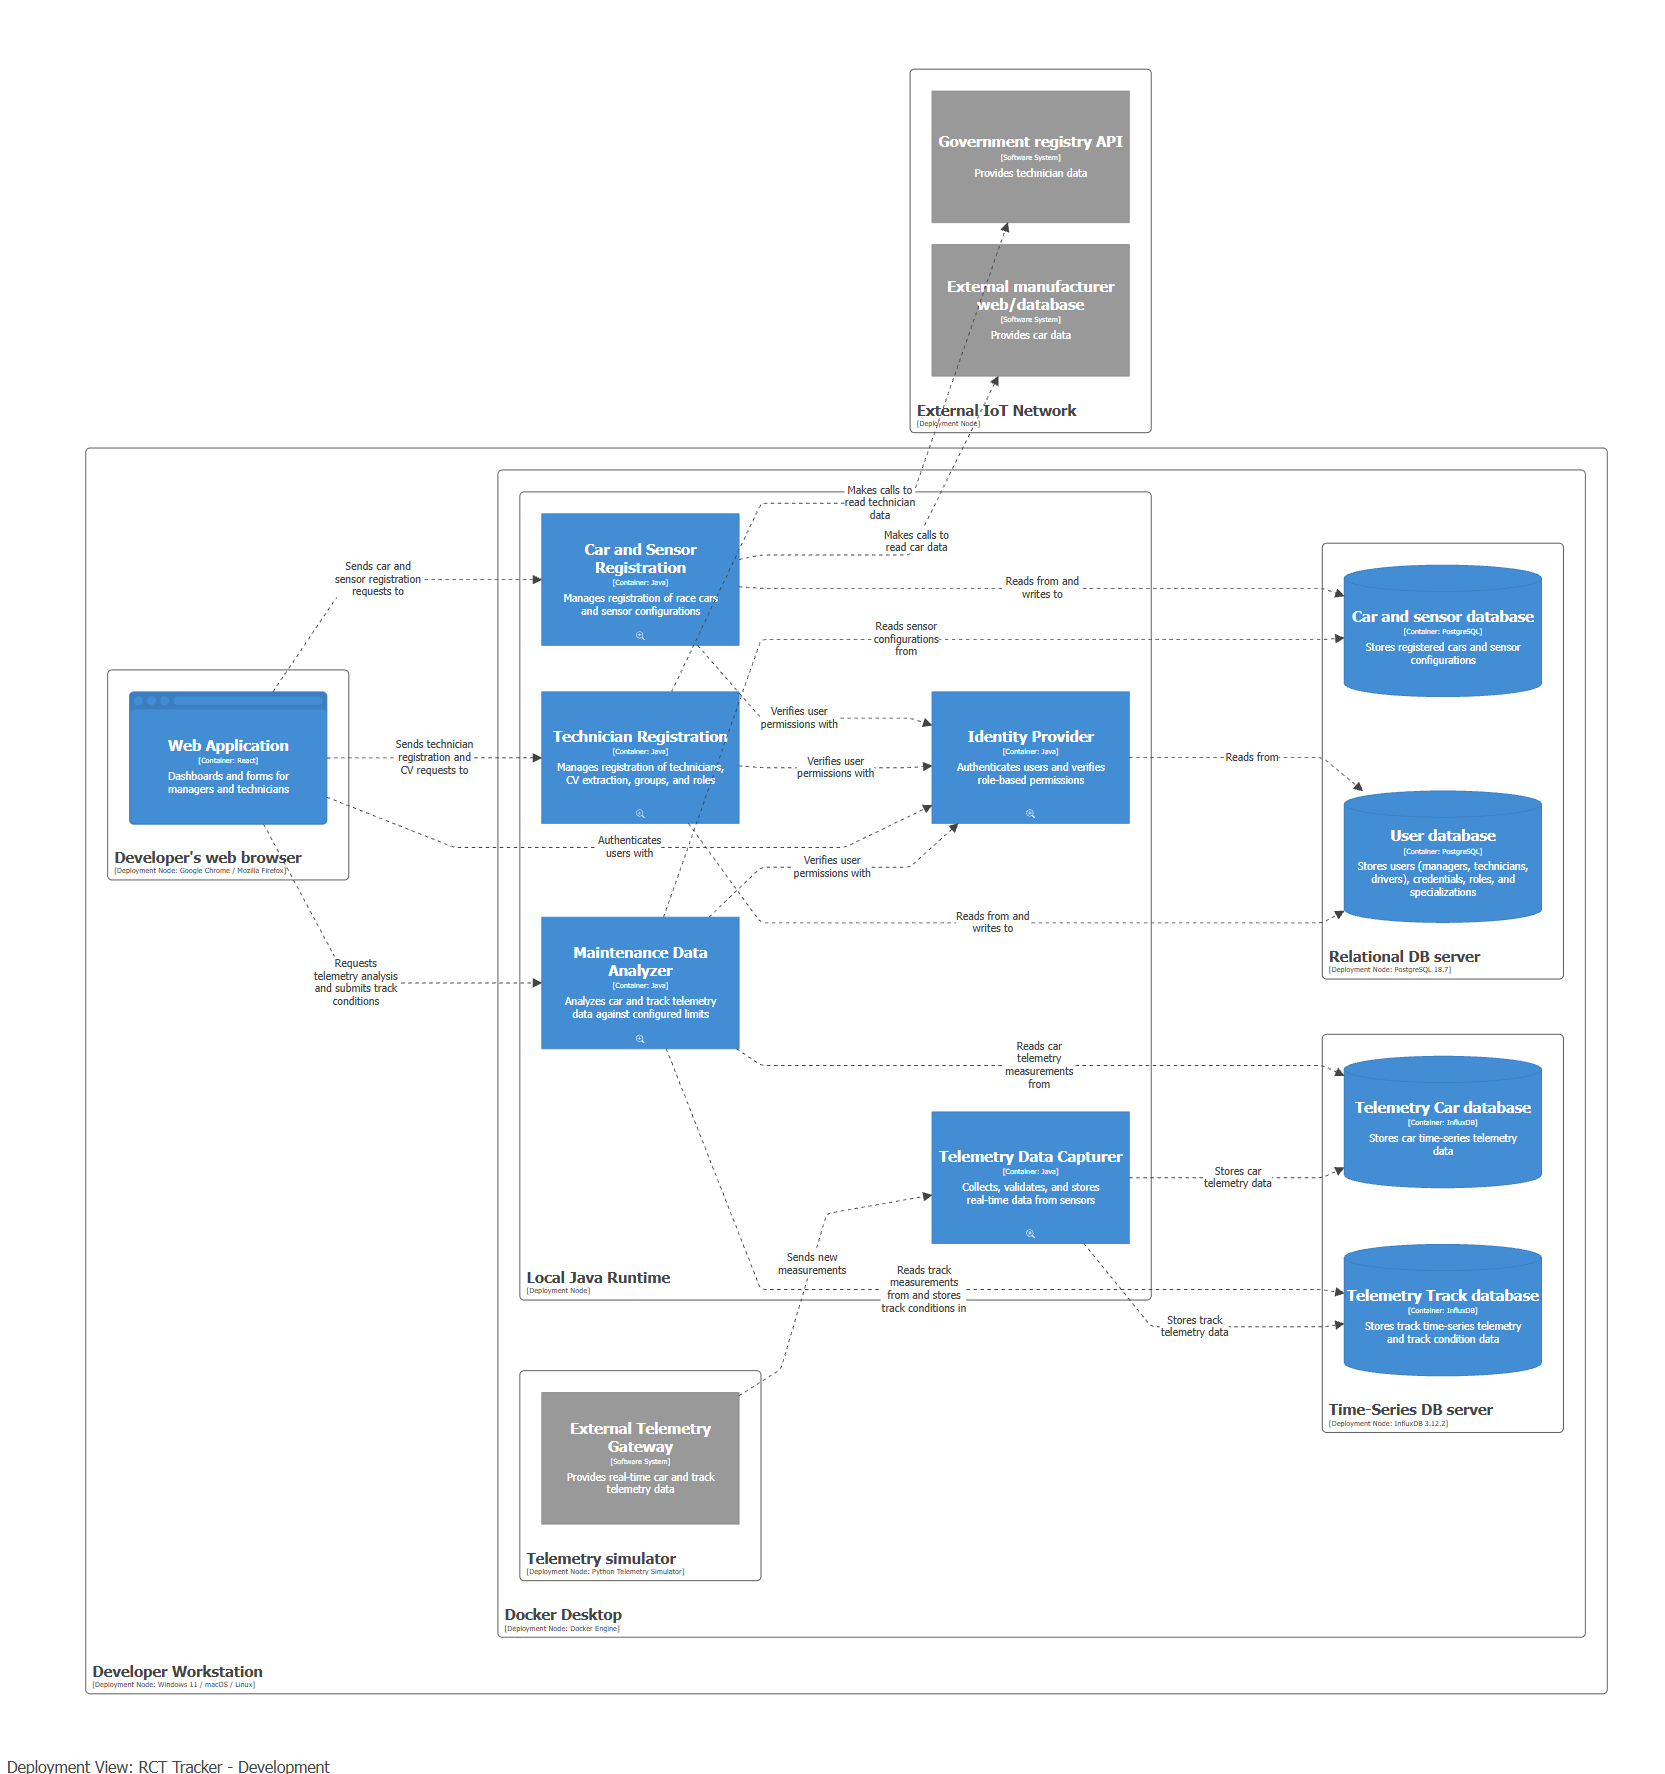 Government registry API
[Software System]
Provides technician data
External manufacturer
web/database
[Software System]
Provides car data
External IoT Network
[Deployment Node]
Makes calls to
read technician
data
Makes calls to
read car data
Car and Sensor
Registration
[Container: Java]
Manages registration of race cars
and sensor configurations
Sends car and
sensor registration
requests to
Reads from and
writes to
Reads sensor
configurations
from
Car and sensor database
[Container: PostgreSQL]
Stores registered cars and sensor
configurations
Web Application
[Container: React]
Dashboards and forms for
managers and technicians
Developer's web browser
[Deployment Node: Google Chrome / Mozilla Firefox]
Sends technician
registration and
CV requests to
Technician Registration
[Container: Java]
Manages registration of technicians,
CV extraction, groups, and roles
Verifies user
permissions with
Verifies user
permissions with
Identity Provider
[Container: Java]
Authenticates users and verifies
role-based permissions
Reads from
Authenticates
users with
Verifies user
permissions with
User database
[Container: PostgreSQL]
Stores users (managers, technicians,
drivers), credentials, roles, and
specializations
Reads from and
writes to
Relational DB server
[Deployment Node: PostgreSQL 18.7]
Requests
telemetry analysis
and submits track
conditions
Maintenance Data
Analyzer
[Container: Java]
Analyzes car and track telemetry
data against configured limits
Reads car
telemetry
measurements
from
Telemetry Car database
[Container: InfluxDB]
Stores car time-series telemetry
data
Telemetry Data Capturer
[Container: Java]
Collects, validates, and stores
real-time data from sensors
Stores car
telemetry data
Sends new
measurements
Reads track
measurements
from and stores
track conditions in
Local Java Runtime
[Deployment Node]
Stores track
telemetry data
Telemetry Track database
[Container: InfluxDB]
Stores track time-series telemetry
and track condition data
Time-Series DB server
[Deployment Node: InfluxDB 3.12.2]
External Telemetry
Gateway
[Software System]
Provides real-time car and track
telemetry data
Telemetry simulator
[Deployment Node: Python Telemetry Simulator]
Docker Desktop
[Deployment Node: Docker Engine]
Developer Workstation
[Deployment Node: Windows 11 / macOS / Linux]
Deployment View: RCT Tracker - Development